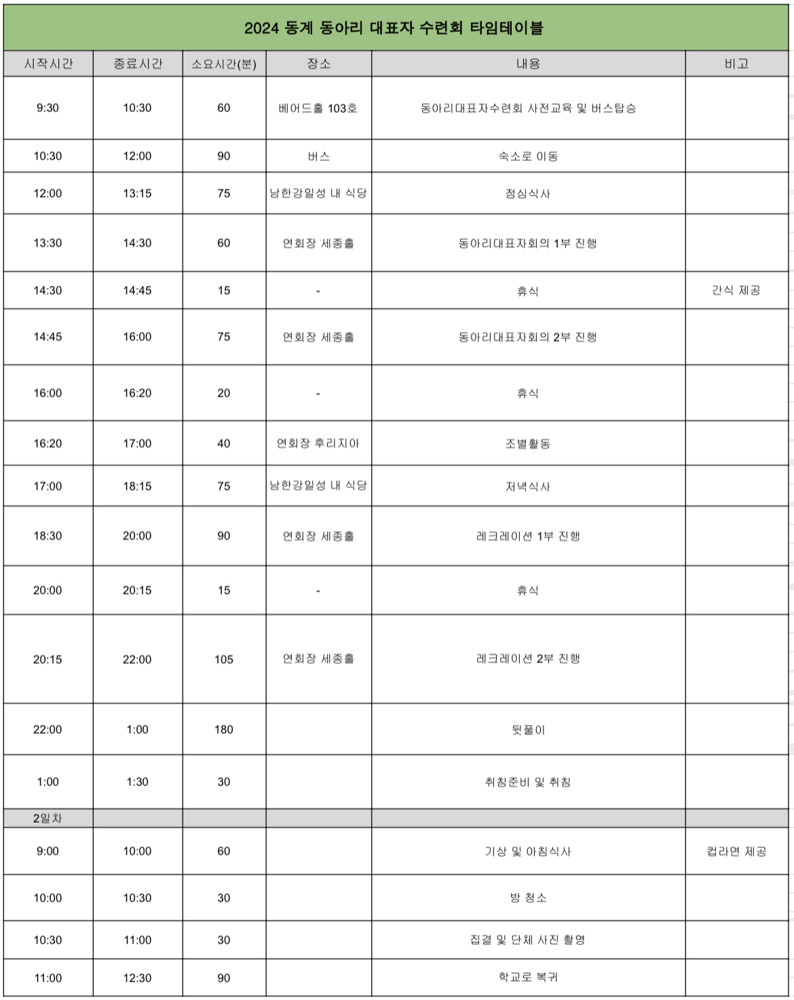 2024 동계 동아리 대표자 수련회 타임테이블
시작시간 종료시간 소요시간(분) 장소 내용 비고
9:30 10:30 60 베어드홀 103호 동아리대표자수련회 사전교육 및 버스탑승
10:30 12:00 90 버스 숙소로 이동
12:00 13:15 75 남한강일성 내 식당 점심식사
13:30 14:30 60 연회장 세종홀 동아리대표자회의 1부 진행
14:30 14:45 15 - 휴식 간식 제공
14:45 16:00 75 연회장 세종홀 동아리대표자회의 2부 진행
16:00 16:20 20 - 휴식
16:20 17:00 40 연회장 후리지아 조별활동
17:00 18:15 75 남한강일성 내 식당 저녁식사
18:30 20:00 90 연회장 세종홀 레크레이션 1부 진행
20:00 20:15 15 - 휴식
20:15 22:00 105 연회장 세종홀 레크레이션 2부 진행
22:00 1:00 180 뒷풀이
1:00 1:30 30 취침준비 및 취침
2일차
9:00 10:00 60 기상 및 아침식사 컵라면 제공
10:00 10:30 30 방 청소
10:30 11:00 30 집결 및 단체 사진 촬영
11:00 12:30 90 학교로 복귀